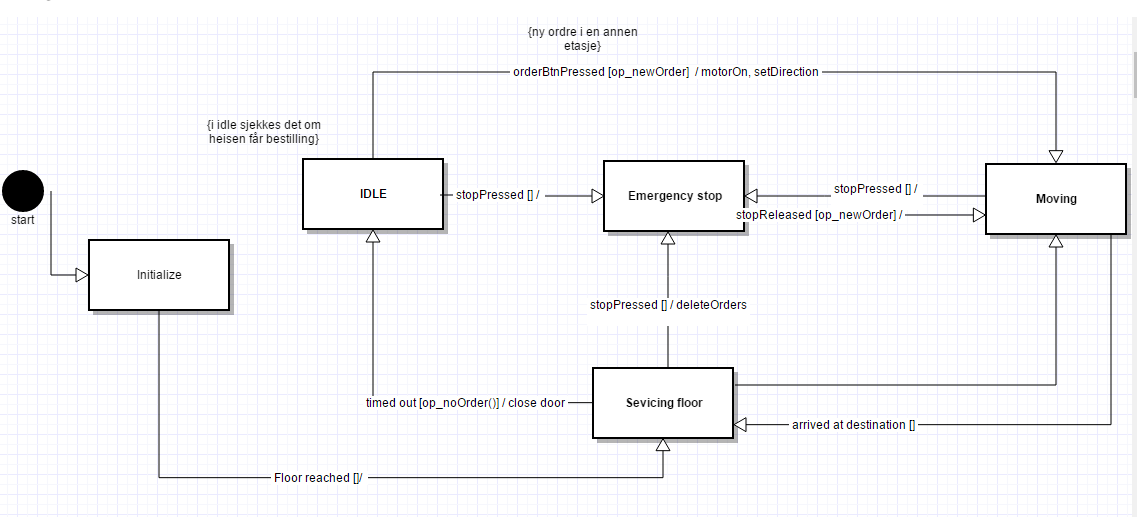 {ny ordre i en annen
etasje}
orderBtnPressed [op_newOrder] / motorOn, setDirection
{i idle sjekkes det om
heisen får bestilling}
IDLE
stopPressed [] /
Emergency stop
stopPressed [] /
Moving
start
stopReleased [op_newOrder] /
Initialize
stopPressed [] / deleteOrders
timed out [op_noOrder()] / close door
Sevicing floor
arrived at destination []
Floor reached []/